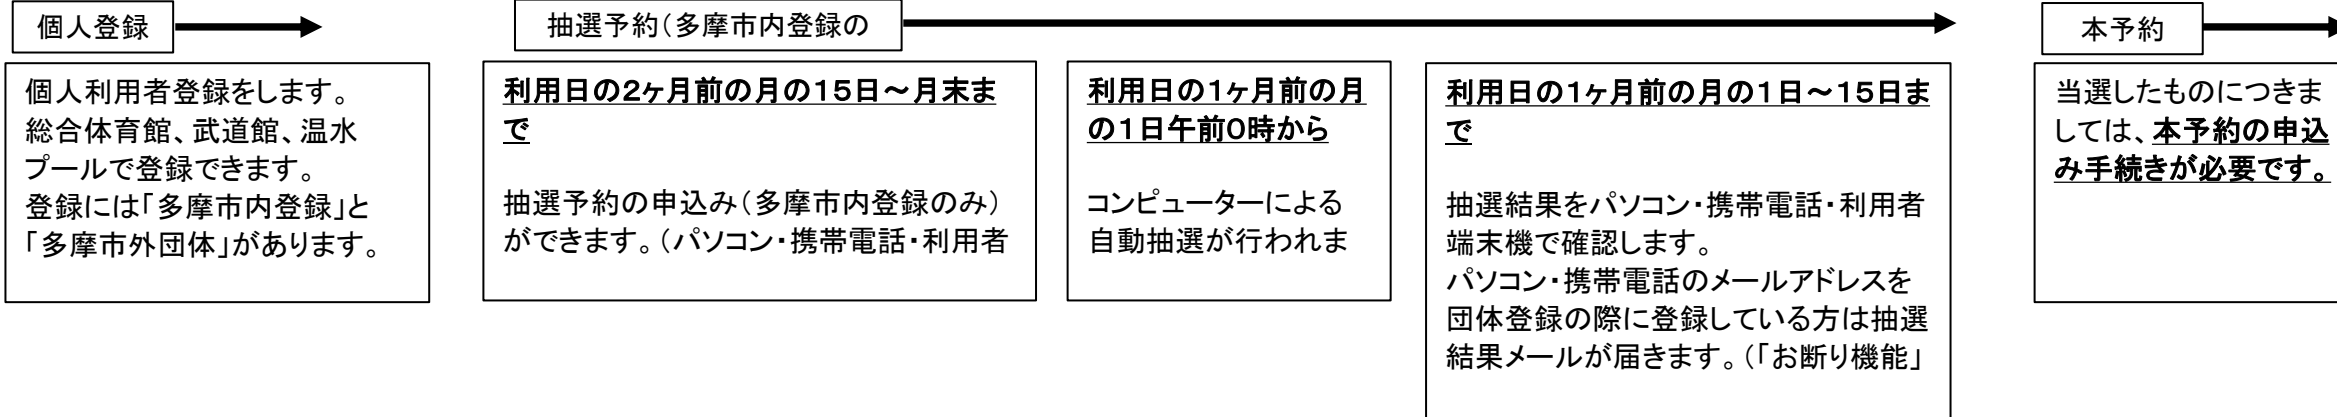 個人登録
個人利用者登録をします。
総合体育館、武道館、温水
プールで登録できます。
登録には「多摩市内登録」と
「多摩市外団体」があります。
抽選予約(多摩市内登録の
利用日の2ヶ月前の月の15日~月末ま
で
抽選予約の申込み(多摩市内登録のみ)
ができます。(パソコン・携帯電話・利用者
利用日の1ヶ月前の月
の1日午前0時から
コンピューターによる
自動抽選が行われま
利用日の1ヶ月前の月の1日~15日ま
で
抽選結果をパソコン・携帯電話・利用者
端末機で確認します。
パソコン・携帯電話のメールアドレスを
団体登録の際に登録している方は抽選
結果メールが届きます。(「お断り機能」
本予約
当選したものにつきま
しては、本予約の申込
み手続きが必要です。